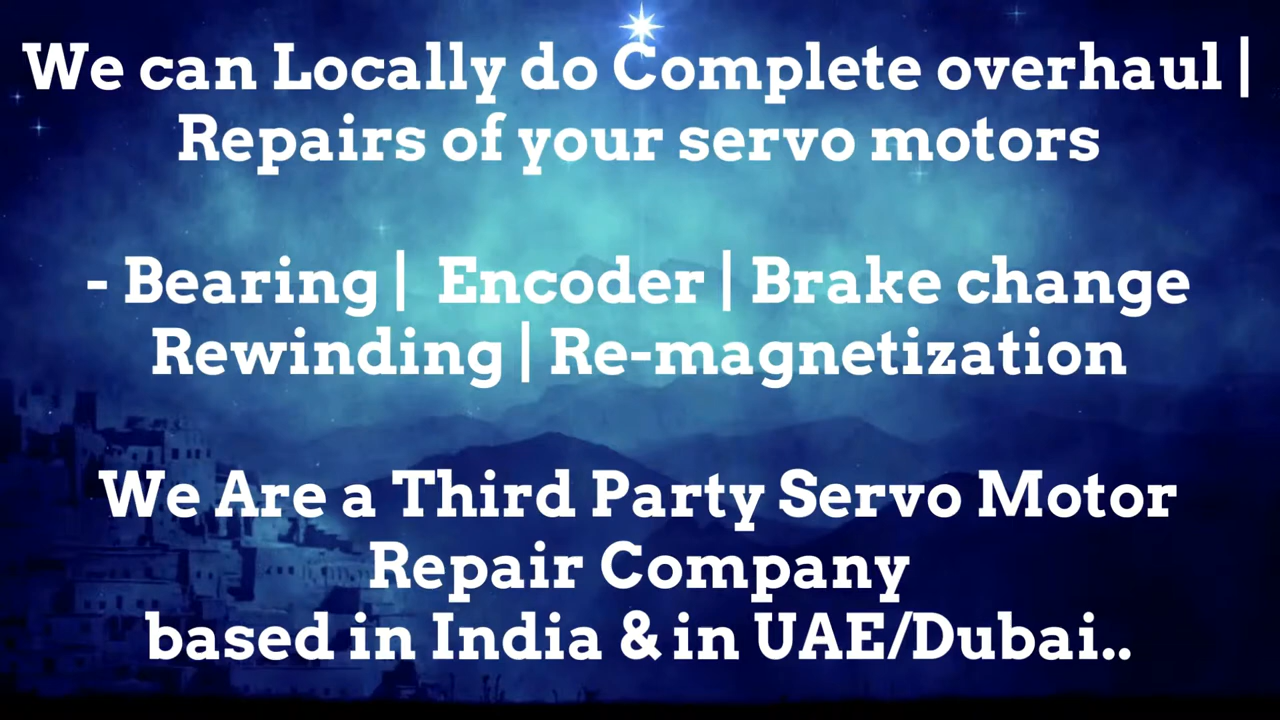 We can Locally do Complete overhaul |
Repairs of your servo motors
- Bearing | Encoder | Brake change
Rewinding | Re-magnetization
We Are a Third Party Servo Motor
Repair Company
based in India & in UAE/Dubai..